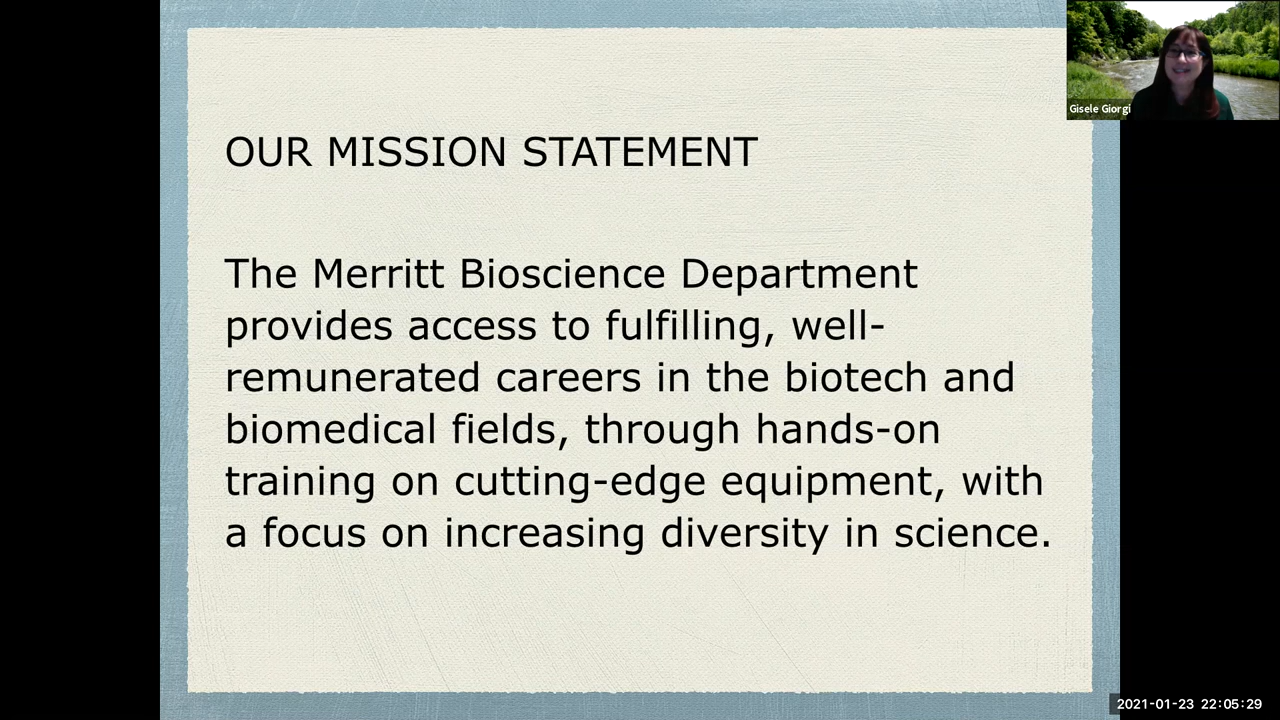 OUR MISSION STATEMENT
The Merritt Bioscience Department
provides access to fulfilling, well-
remunerated careers in the biotech and
biomedical fields, through hands-on
training on cutting-edge equipment, with
a focus on increasing diversity in science.
Gisele Giorgi
2021-01-23 22:05:29